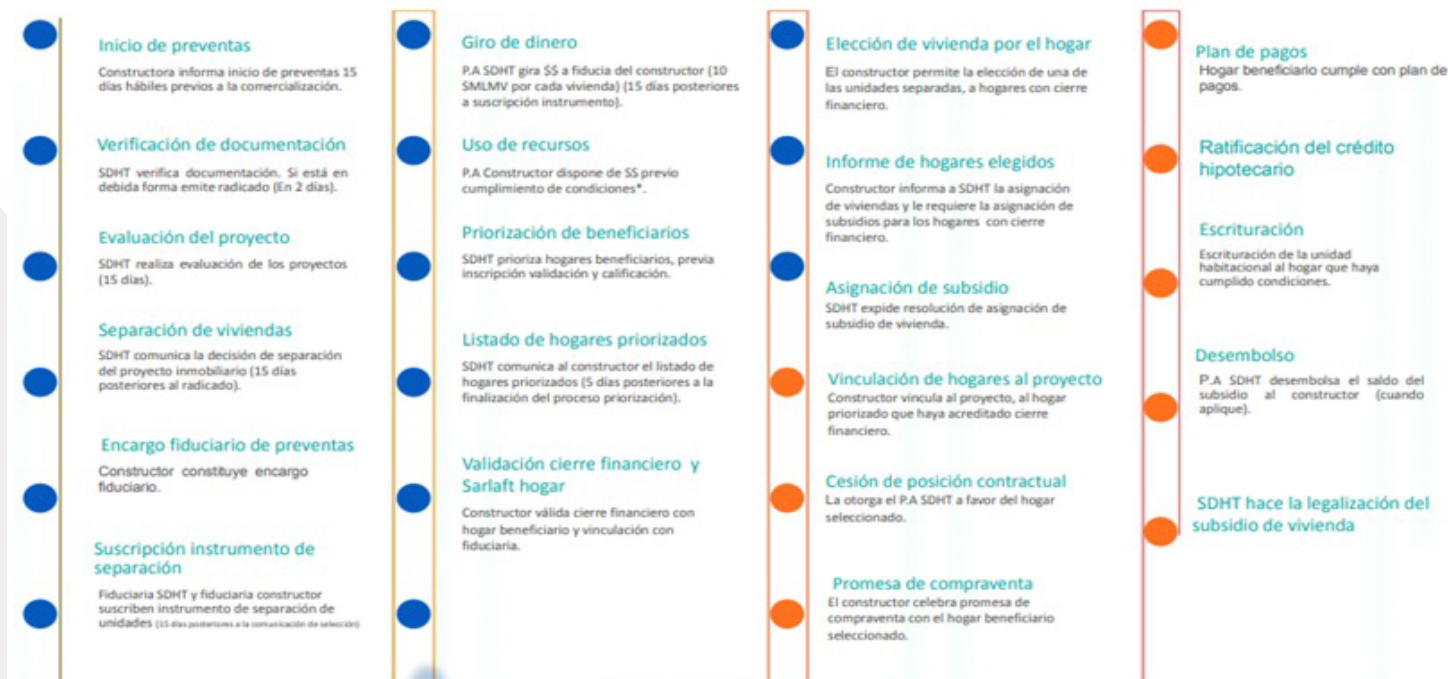 Inicio de preventas
Constructora informa inicio de preventas 15
días hábiles previos a la comercialización.
Verificación de documentación
SDHT verifica documentación. Si está en
debida forma emite radicado (En 2 días).
Evaluación del proyecto
SDHT realiza evaluación de los proyectos
(15 días).
Separación de viviendas
SDHT comunica la decisión de separación
del proyecto inmobiliario (15 días
posteriores al radicado).
Encargo fiduciario de preventas
Constructor constituye encargo
fiduciario.
Suscripción instrumento de
separación
Fiduciaria SDHT y fiduciaria constructor
suscriben instrumento de separación de
unidades (15 días posteriores a la comunicación de selección)
Giro de dinero
P.A SDHT gira $$ a fiducia del constructor (10
SMLMV por cada vivienda) (15 días posteriores
a suscripción instrumento).
Uso de recursos
P.A Constructor dispone de $$ previo
cumplimiento de condiciones*.
Priorización de beneficiarios
SDHT prioriza hogares beneficiarios, previa
inscripción validación y calificación.
Listado de hogares priorizados
SDHT comunica al constructor el listado de
hogares priorizados (5 días posteriores a la
finalización del proceso priorización).
Validación cierre financiero y
Sarlaft hogar
Constructor válida cierre financiero con
hogar beneficiario y vinculación con
fiduciaria.
Elección de vivienda por el hogar
El constructor permite la elección de una de
las unidades separadas, a hogares con cierre
financiero.
Informe de hogares elegidos
Constructor informa a SDHT la asignación
de viviendas y le requiere la asignación de
subsidios para los hogares con cierre
financiero.
Asignación de subsidio
SDHT expide resolución de asignación de
subsidio de vivienda.
Vinculación de hogares al proyecto
Constructor vincula al proyecto, al hogar
priorizado que haya acreditado cierre
financiero.
Cesión de posición contractual
La otorga el P.A SDHT a favor del hogar
seleccionado.
Promesa de compraventa
El constructor celebra promesa de
compraventa con el hogar beneficiario
seleccionado.
Plan de pagos
Hogar beneficiario cumple con plan de
pagos.
Ratificación del crédito
hipotecario
Escrituración
Escrituración de la unidad
habitacional al hogar que haya
cumplido condiciones.
Desembolso
P.A SDHT desembolsa el saldo del
subsidio al constructor (cuando
aplique).
SDHT hace la legalización del
subsidio de vivienda